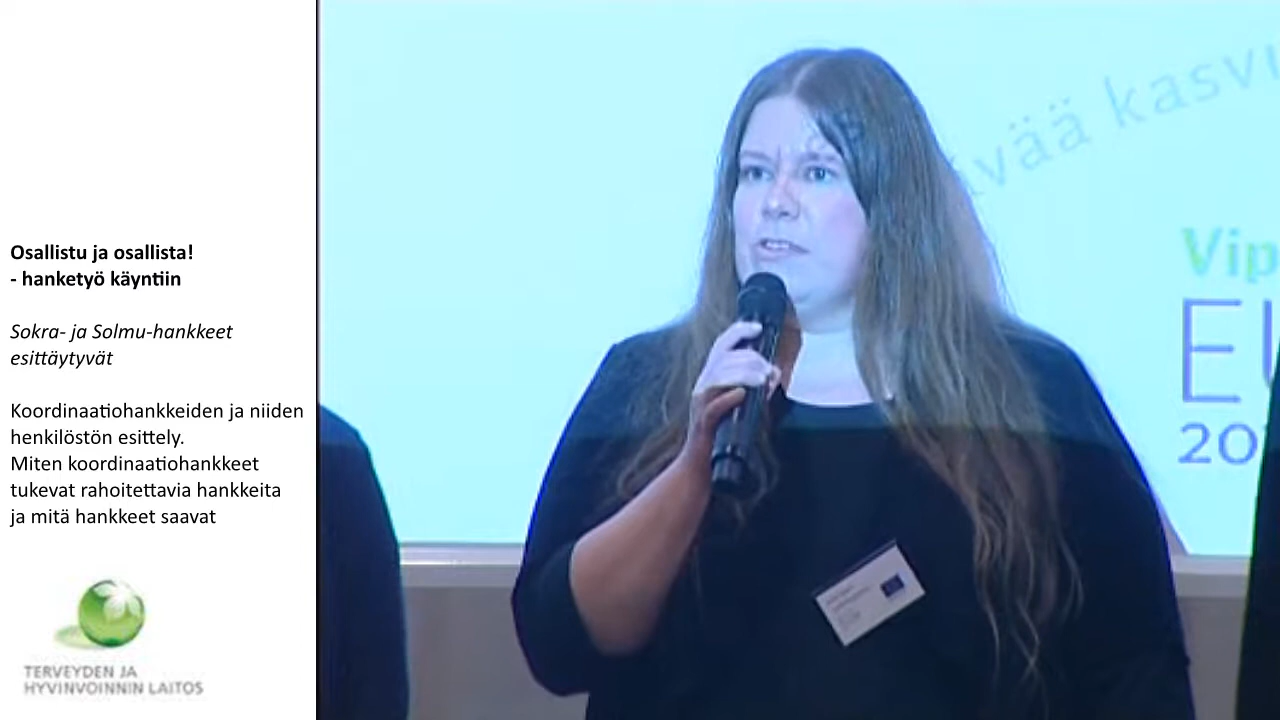 Osallistu ja osallista!
- hanketyö käyntiin
Sokra- ja Solmu-hankkeet
esittäytyvät
Koordinaatiohankkeiden ja niiden
henkilöstön esittely.
Miten koordinaatiohankkeet
tukevat rahoitettavia hankkeita
ja mitä hankkeet saavat
TERVEYDEN JA
HYVINVOINNIN LAITOS
ävää kasvu
Vip
EU
20